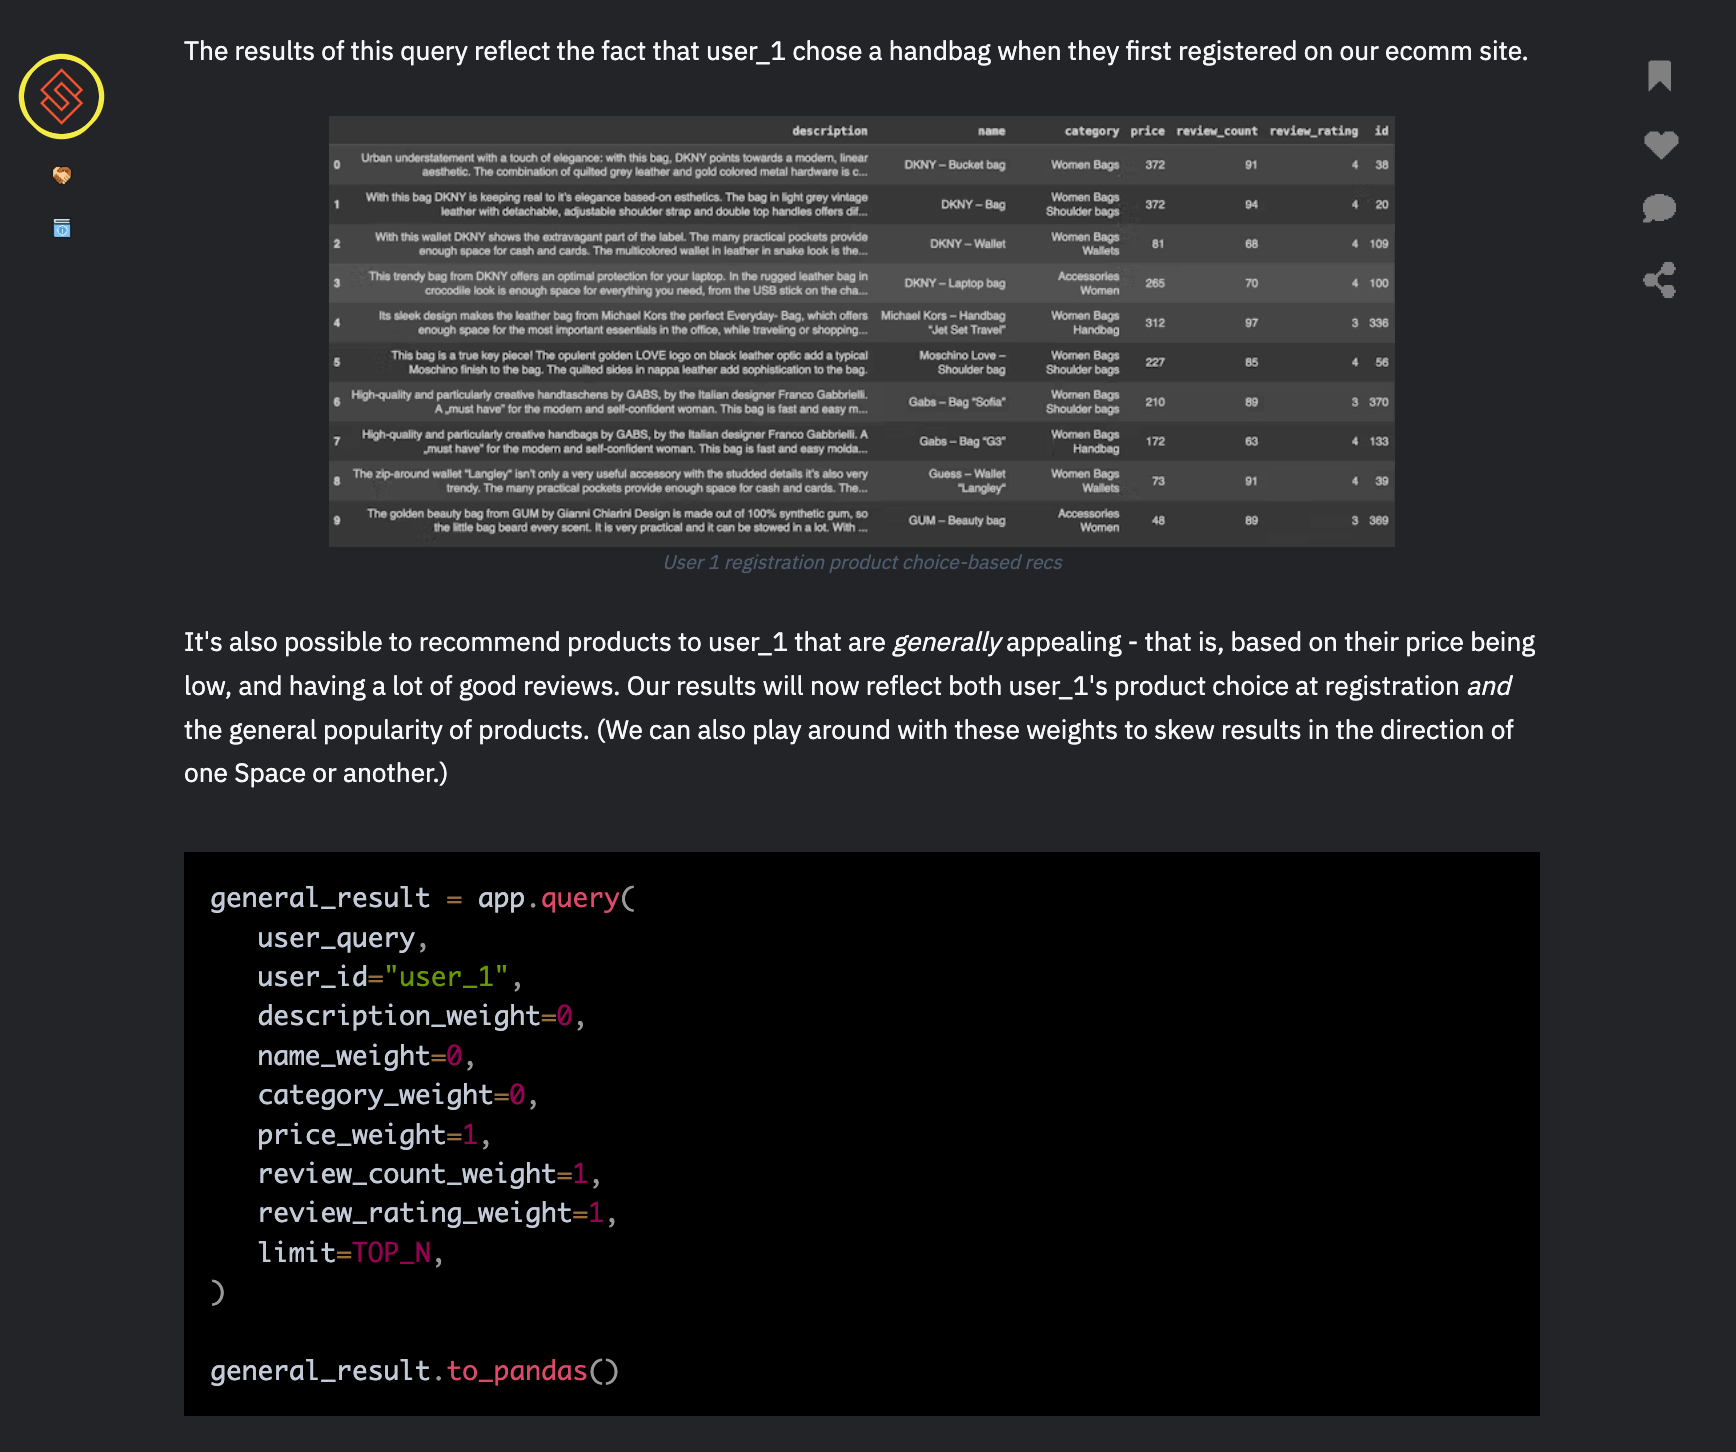 The results of this query reflect the fact that user_1 chose a handbag when they first registered on our ecomm site.
description name category price review_count review_rating id
0 Urban understatement with a touch of elegance: with this bag, DKNY points towards a modern, linear DKNY – Bucket bag Women Bags 372 91 4 38
aesthetic. The combination of quilted grey leather and gold colored metal hardware is c...
1 With this bag DKNY is keeping real to it's elegance based-on esthetics. The bag in light grey vintage DKNY – Bag Women Bags 372 94 4 20
leather with detachable, adjustable shoulder strap and double top handles offers dif... Shoulder bags
2 With this wallet DKNY shows the extravagant part of the label. The many practical pockets provide DKNY – Wallet Women Bags 81 68 4 109
enough space for cash and cards. The multicolored wallet in leather in snake look is the... Wallets
3 This trendy bag from DKNY offers an optimal protection for your laptop. In the rugged leather bag in DKNY – Laptop bag Accessories 265 70 4 100
crocodile look is enough space for everything you need, from the USB stick on the cha... Women
4 Its sleek design makes the leather bag from Michael Kors the perfect Everyday- Bag, which offers Michael Kors – Handbag Women Bags 312 97 3 336
enough space for the most important essentials in the office, while traveling or shopping... "Jet Set Travel" Handbag
5 This bag is a true key piece! The opulent golden LOVE logo on black leather optic add a typical Moschino Love – Women Bags 227 85 4 56
Moschino finish to the bag. The quilted sides in nappa leather add sophistication to the bag. Shoulder bag Shoulder bags
6 High-quality and particularly creative handtaschens by GABS, by the Italian designer Franco Gabbrielli. Gabs – Bag "Sofia" Women Bags 210 89 3 370
A „must have" for the modern and self-confident woman. This bag is fast and easy m... Shoulder bags
7 High-quality and particularly creative handbags by GABS, by the Italian designer Franco Gabbrielli. A Gabs – Bag "G3" Women Bags 172 63 4 133
„must have" for the modern and self-confident woman. This bag is fast and easy molda... Handbag
8 The zip-around wallet "Langley" isn't only a very useful accessory with the studded details it's also very Guess – Wallet Women Bags 73 91 4 39
trendy. The many practical pockets provide enough space for cash and cards. The... "Langley" Wallets
9 The golden beauty bag from GUM by Gianni Chiarini Design is made out of 100% synthetic gum, so GUM – Beauty bag Accessories 48 89 3 369
the little bag beard every scent. It is very practical and it can be stowed in a lot. With ... Women
User 1 registration product choice-based recs
It's also possible to recommend products to user_1 that are generally appealing - that is, based on their price being
low, and having a lot of good reviews. Our results will now reflect both user_1's product choice at registration and
the general popularity of products. (We can also play around with these weights to skew results in the direction of
one Space or another.)
general_result = app.query(
user_query,
user_id="user_1",
description_weight=0,
name_weight=0,
category_weight=0,
price_weight=1,
review_count_weight=1,
review_rating_weight=1,
limit=TOP_N,
)
general_result.to_pandas()